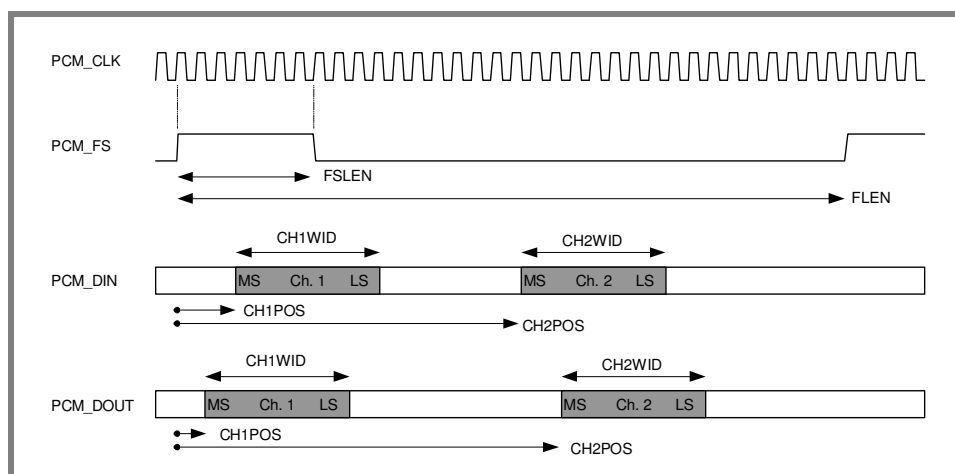 PCM_CLK
PCM_FS
FSLEN
FLEN
CH1WID CH2WID
PCM_DIN MS Ch. 1 LS MS Ch. 2 LS
CH1POS
CH2POS
CH1WID CH2WID
PCM_DOUT MS Ch. 1 LS MS Ch. 2 LS
CH1POS
CH2POS